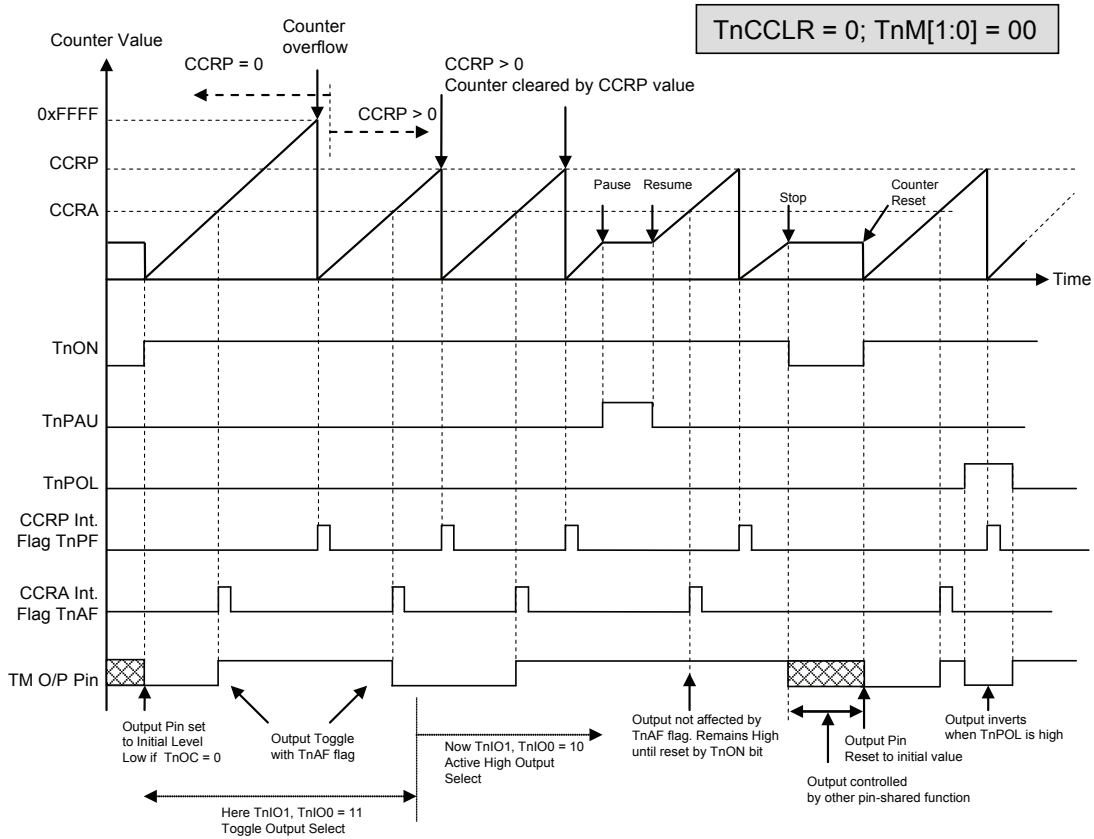 TnCCLR = 0; TnM[1:0] = 00
Counter Value
Counter
overflow
CCRP = 0
CCRP > 0
CCRP > 0
Counter cleared by CCRP value
0xFFFF
CCRP
CCRA
Pause
Resume
Stop
Counter
Reset
Time
TnON
TnPAU
TnPOL
CCRP Int.
Flag TnPF
CCRA Int.
Flag TnAF
TM O/P Pin
Output Pin set
to Initial Level
Low if TnOC = 0
Output Toggle
with TnAF flag
Now TnIO1, TnIO0 = 10
Active High Output
Select
Output not affected by
TnAF flag. Remains High
until reset by TnON bit
Output Pin
Reset to initial value
Output inverts
when TnPOL is high
Output controlled
by other pin-shared function
Here TnIO1, TnIO0 = 11
Toggle Output Select